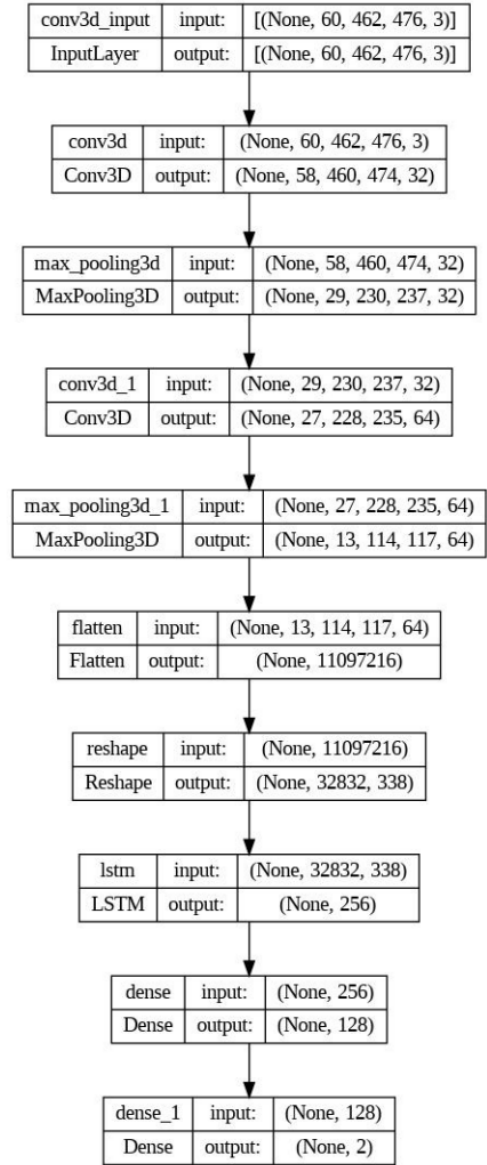 conv3d_input input: [(None, 60, 462, 476, 3)]
InputLayer output: [(None, 60, 462, 476, 3)]
conv3d input: (None, 60, 462, 476, 3)
Conv3D output: (None, 58, 460, 474, 32)
max_pooling3d input: (None, 58, 460, 474, 32)
MaxPooling3D output: (None, 29, 230, 237, 32)
conv3d_1 input: (None, 29, 230, 237, 32)
Conv3D output: (None, 27, 228, 235, 64)
max_pooling3d_1 input: (None, 27, 228, 235, 64)
MaxPooling3D output: (None, 13, 114, 117, 64)
flatten input: (None, 13, 114, 117, 64)
Flatten output: (None, 11097216)
reshape input: (None, 11097216)
Reshape output: (None, 32832, 338)
lstm input: (None, 32832, 338)
LSTM output: (None, 256)
dense input: (None, 256)
Dense output: (None, 128)
dense_1 input: (None, 128)
Dense output: (None, 2)